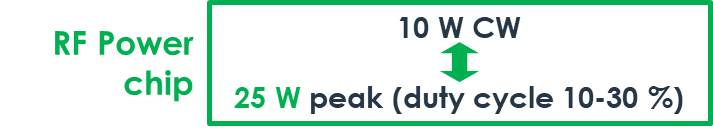 RF Power
chip
10 W CW
25 W peak (duty cycle 10-30 %)